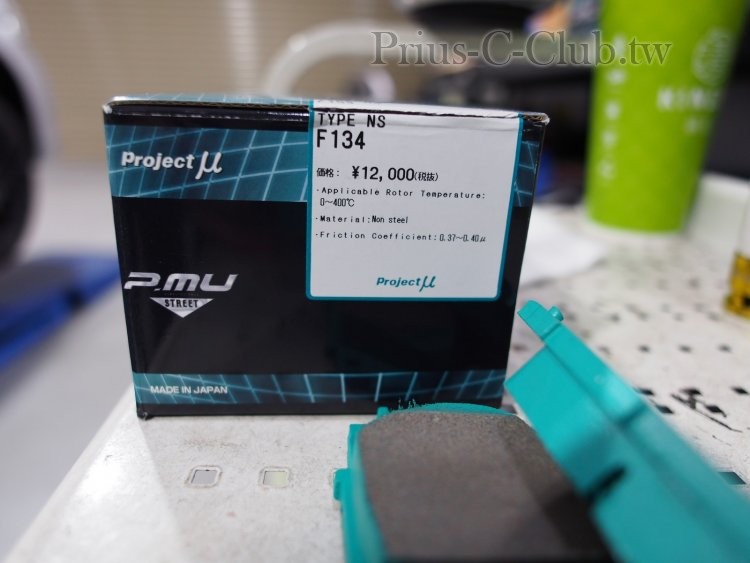 Prius-C-Club.tw
TYPE NS
F134
価格: ¥12,000(税抜)
·Applicable Rotor Temperature:
0~400℃
·Material:Non steel
·Friction Coefficient:0.37~0.40μ
Project μ
Project μ
P.MU
STREET
MADE IN JAPAN